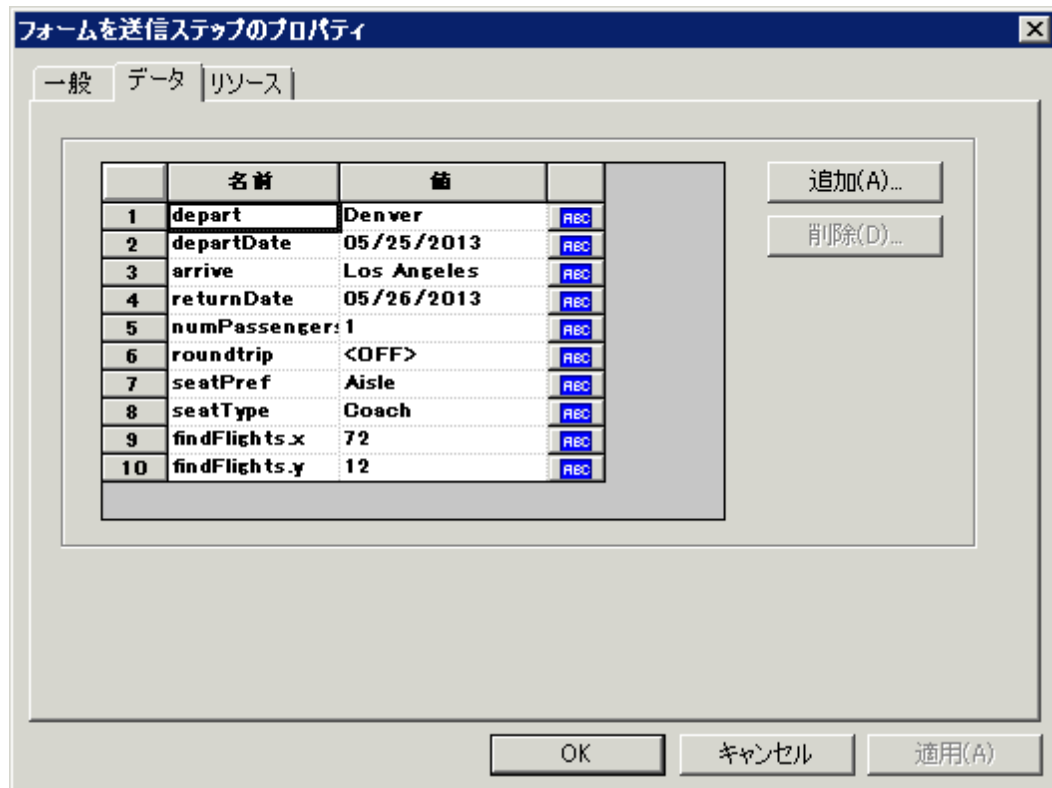 フォームを送信ステップのプロパティ
一般 データ リソース
名前 値
追加(A)...
1 depart Denver ABC
削除(D)...
2 departDate 05/25/2013 ABC
3 arrive Los Angeles ABC
4 returnDate 05/26/2013 ABC
5 numPassengers 1 ABC
6 roundtrip <OFF> ABC
7 seatPref Aisle ABC
8 seatType Coach ABC
9 findFlights.x 72 ABC
10 findFlights.y 12 ABC
OK キャンセル 適用(A)